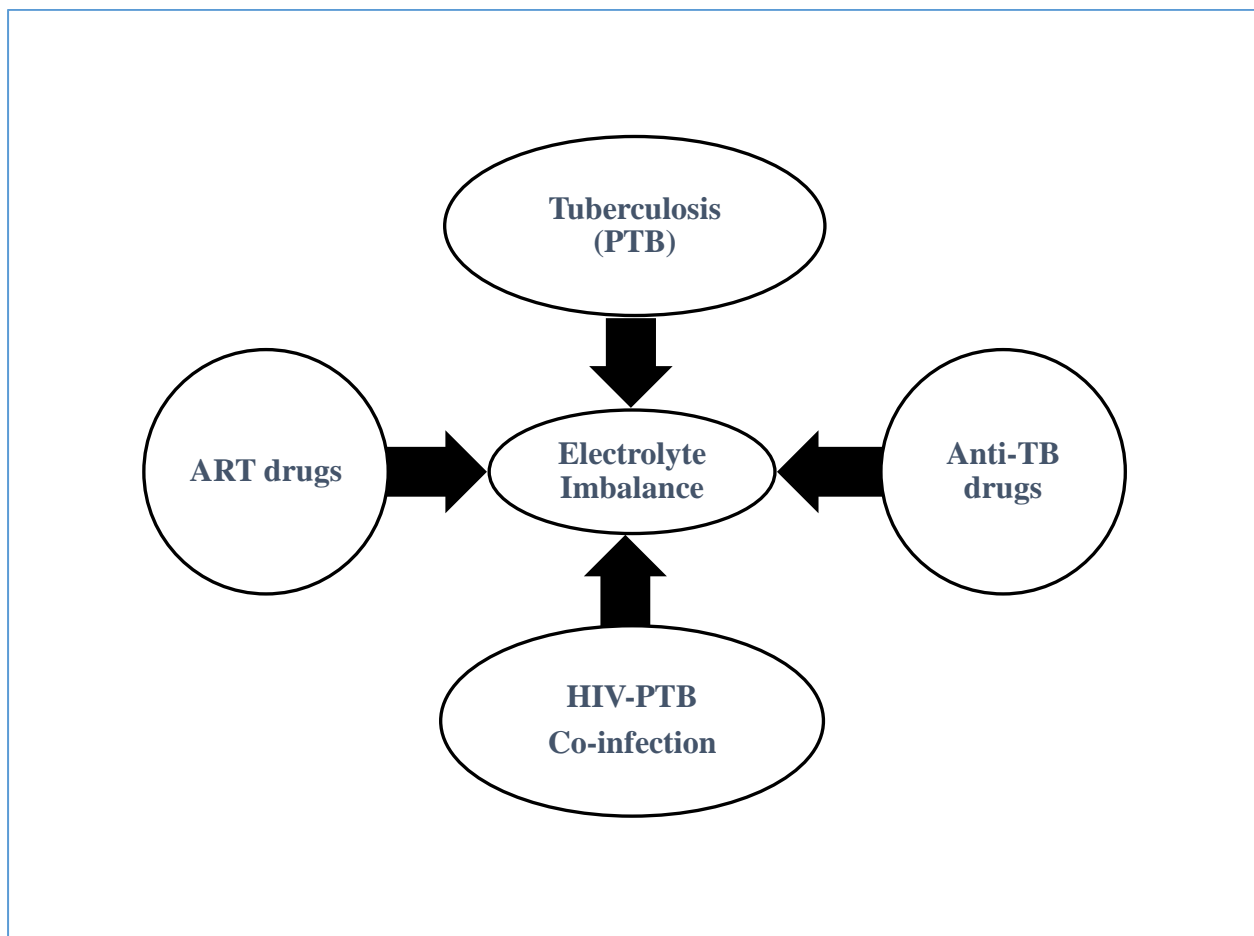 Tuberculosis
(PTB)
ART drugs
Electrolyte
Imbalance
Anti-TB
drugs
HIV-PTB
Co-infection